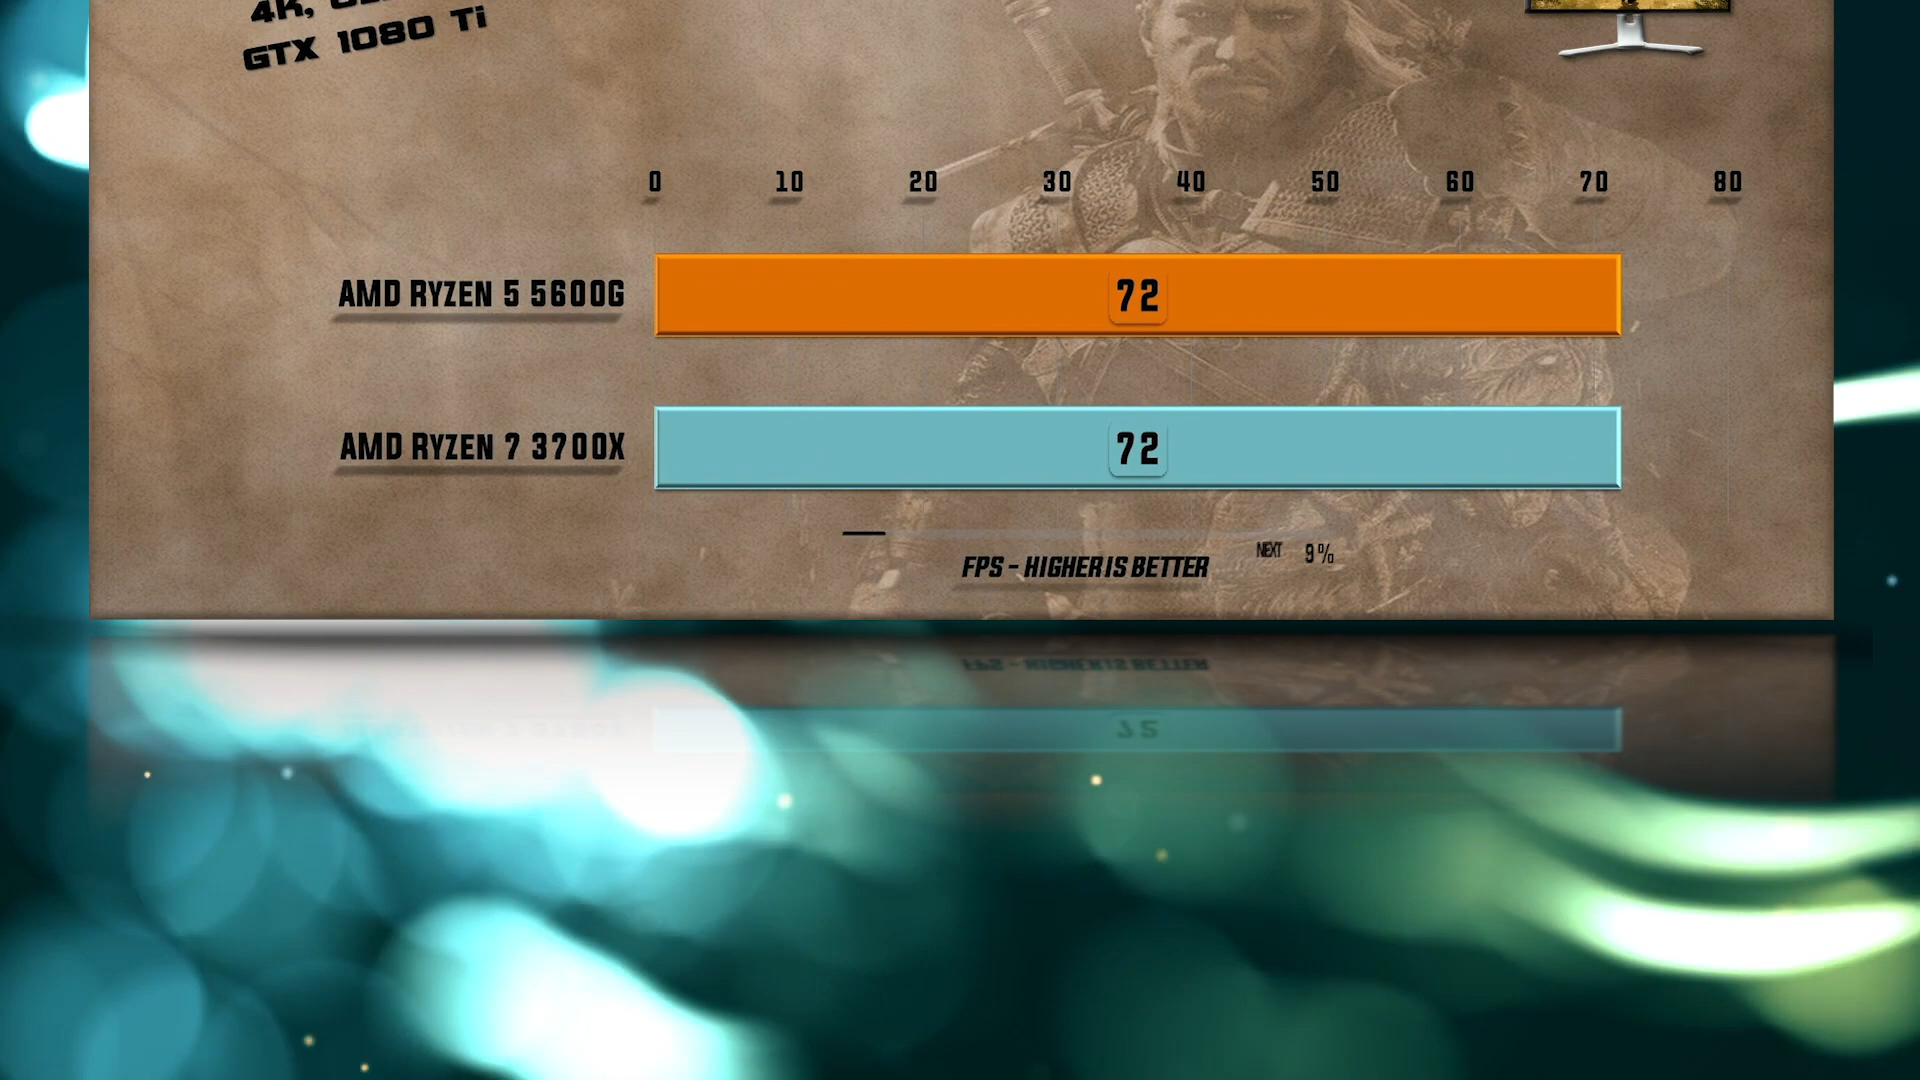 4K,
GTX 1080 Ti
0 10 20 30 40 50 60 70 80
AMD RYZEN 5 5600G 72
AMD RYZEN 7 3700X 72
FPS - HIGHER IS BETTER
NEXT 9%